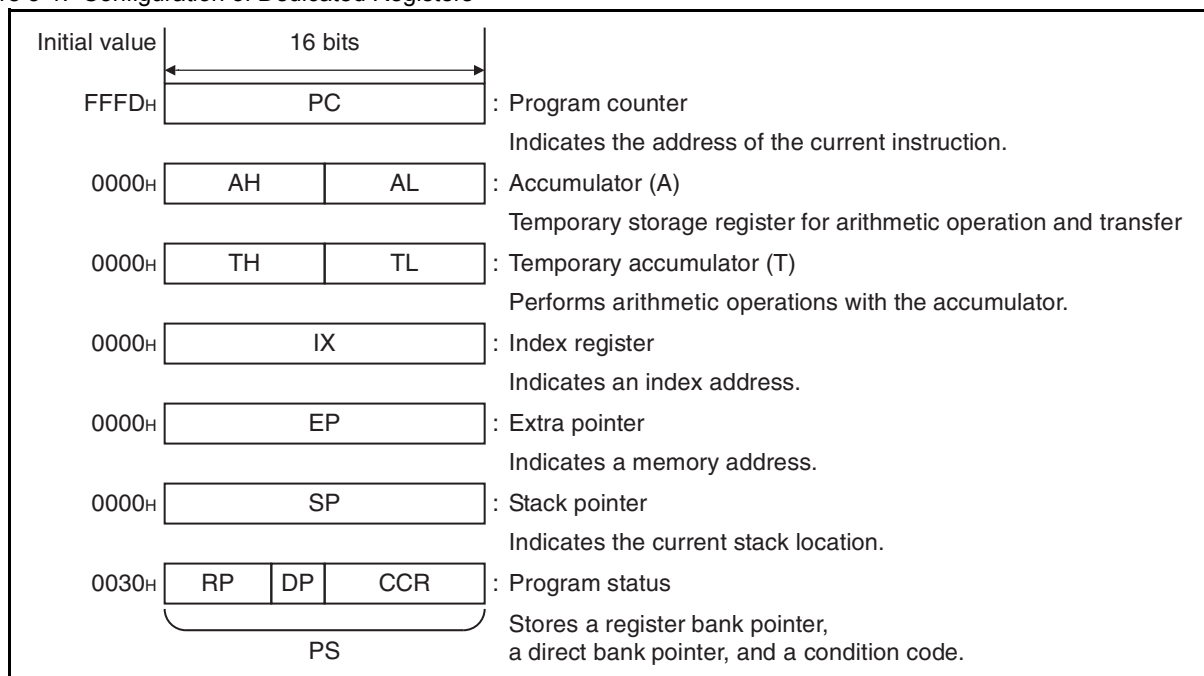 Configuration of Dedicated Registers
Initial value 16 bits
FFFDH PC : Program counter
Indicates the address of the current instruction.
0000H AH AL : Accumulator (A)
Temporary storage register for arithmetic operation and transfer
0000H TH TL : Temporary accumulator (T)
Performs arithmetic operations with the accumulator.
0000H IX : Index register
Indicates an index address.
0000H EP : Extra pointer
Indicates a memory address.
0000H SP : Stack pointer
Indicates the current stack location.
0030H RP DP CCR : Program status
Stores a register bank pointer,
PS a direct bank pointer, and a condition code.